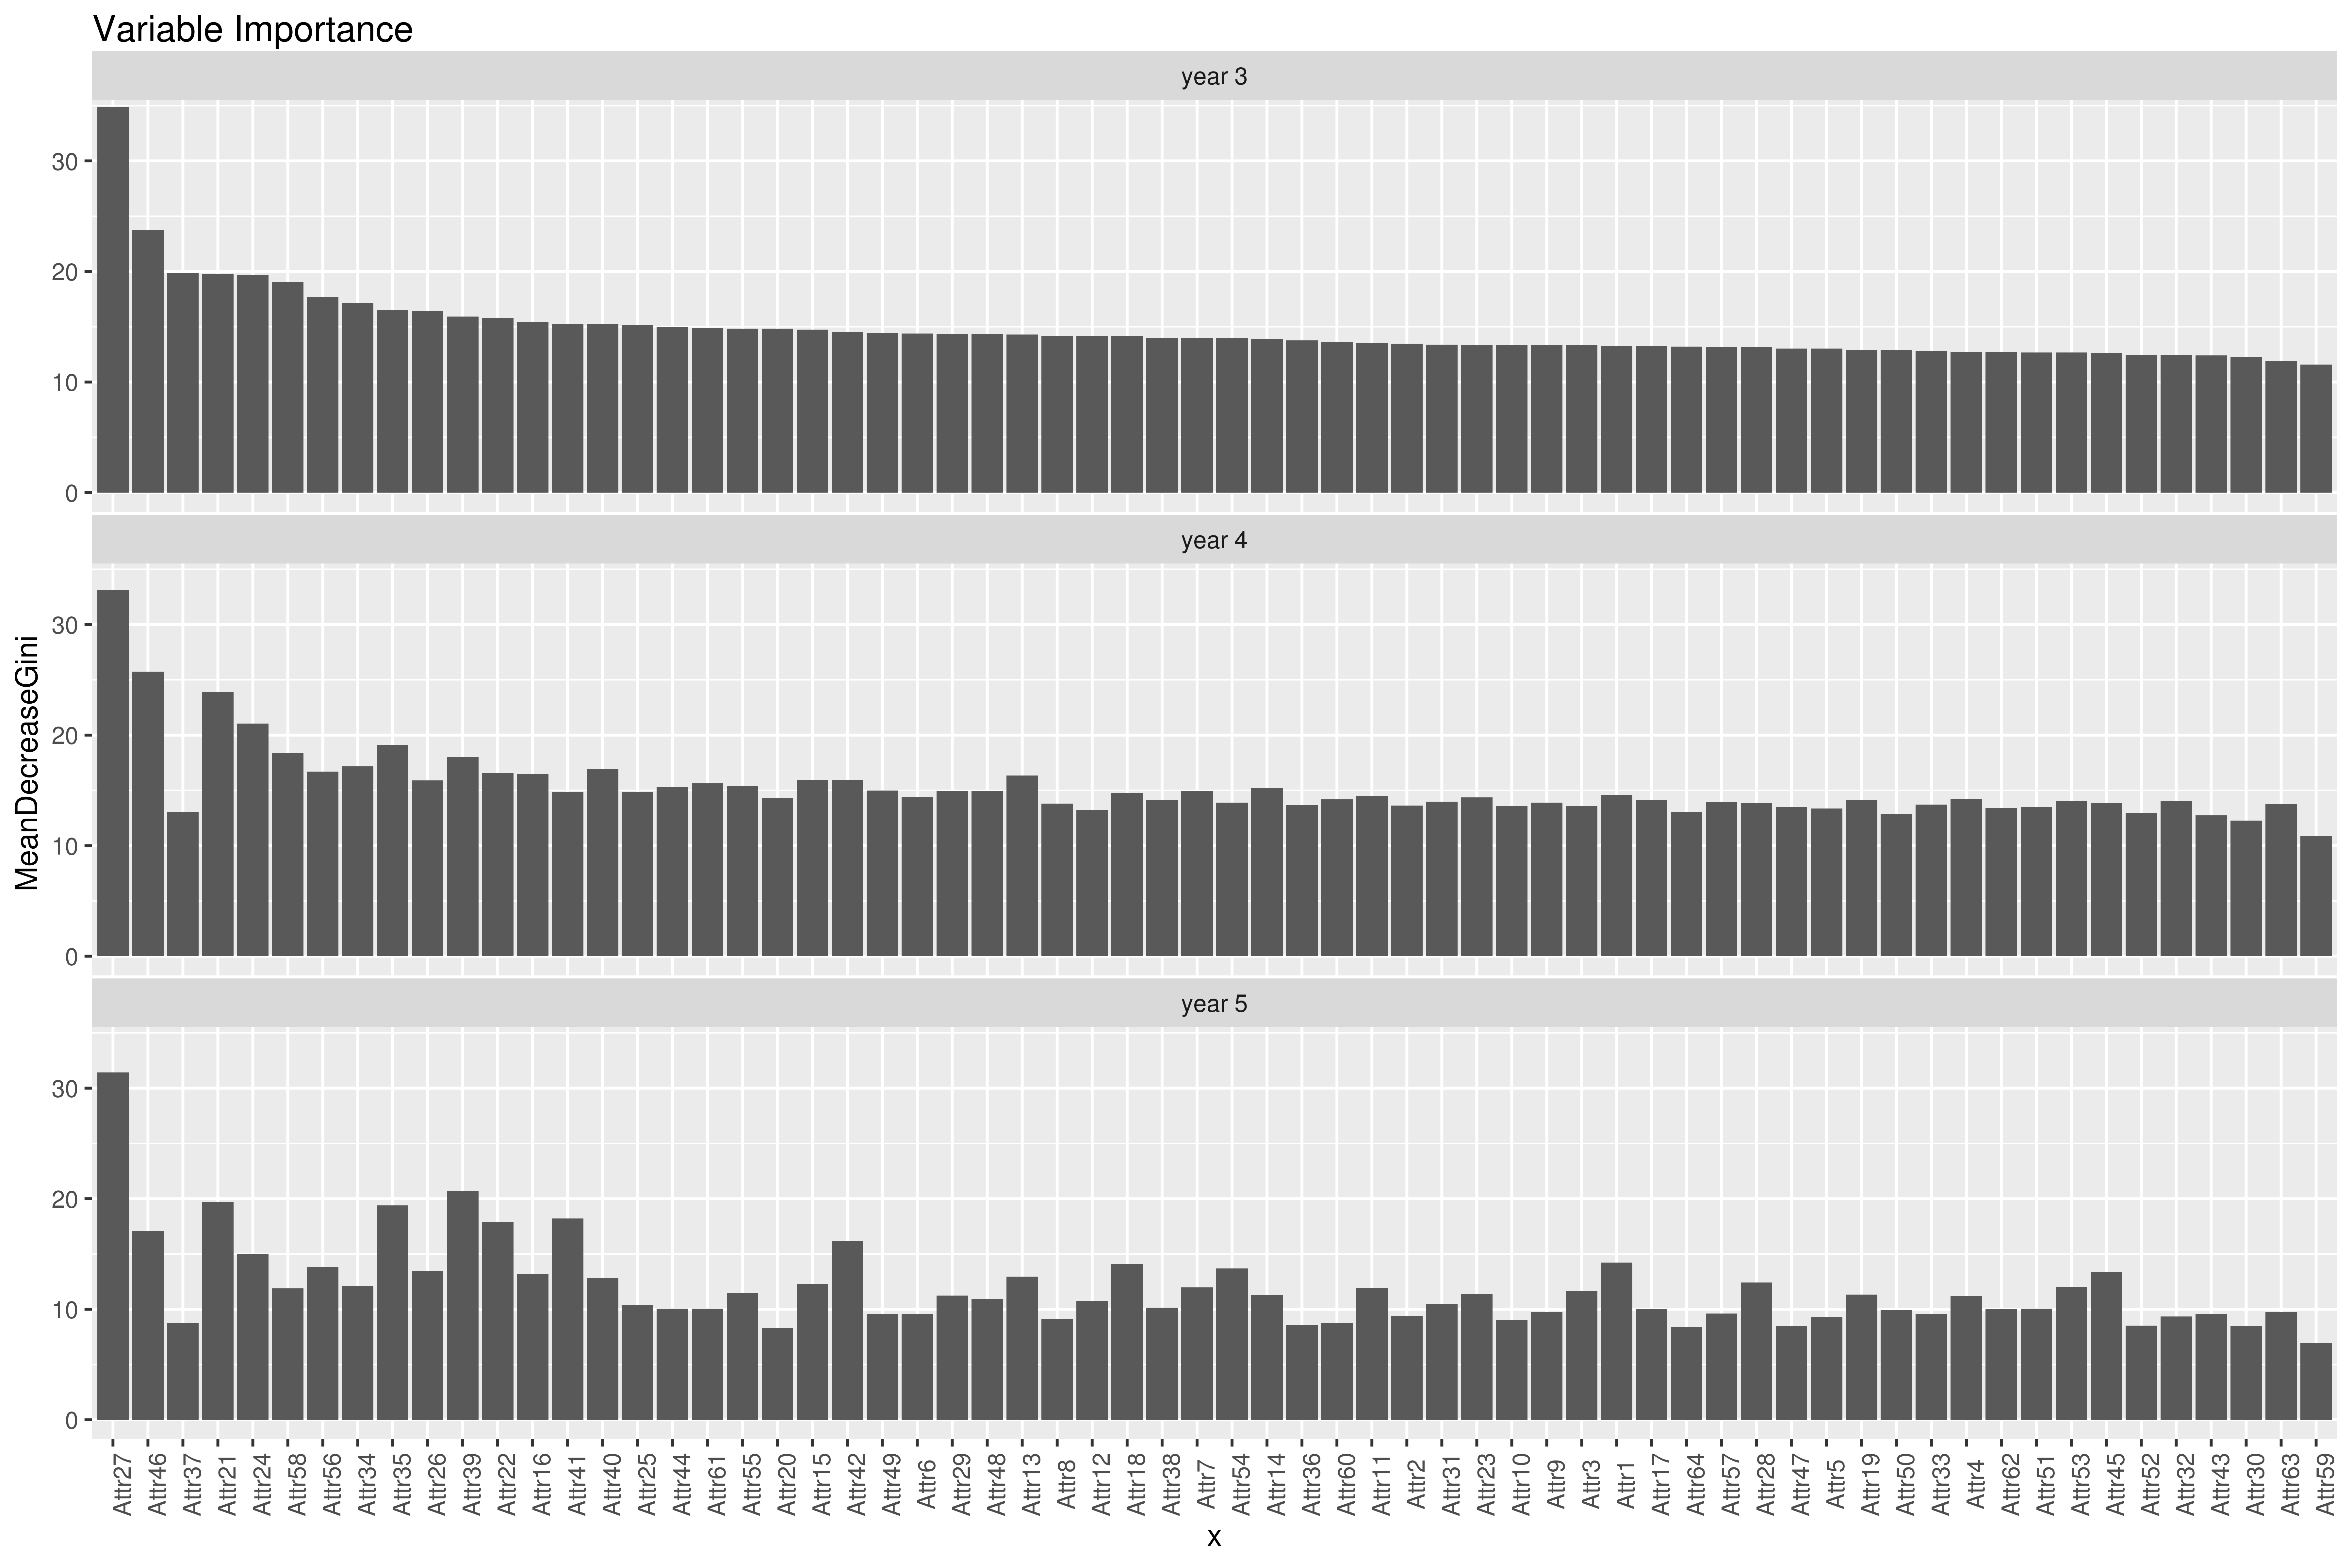 Variable Importance
year 3
30
20
10
0
year 4
30
20
10
0
year 5
30
20
10
0
MeanDecreaseGini
Attr27 Attr46 Attr37 Attr21 Attr24 Attr58 Attr56 Attr34 Attr35 Attr26 Attr39 Attr22 Attr16 Attr41 Attr40 Attr25 Attr44 Attr61 Attr55 Attr20 Attr15 Attr42 Attr49 Attr6 Attr29 Attr48 Attr13 Attr8 Attr12 Attr18 Attr38 Attr7 Attr54 Attr14 Attr36 Attr60 Attr11 Attr2 Attr31 Attr23 Attr10 Attr9 Attr3 Attr1 Attr17 Attr64 Attr57 Attr28 Attr47 Attr5 Attr19 Attr50 Attr33 Attr4 Attr62 Attr51 Attr53 Attr45 Attr52 Attr32 Attr43 Attr30 Attr63 Attr59
x